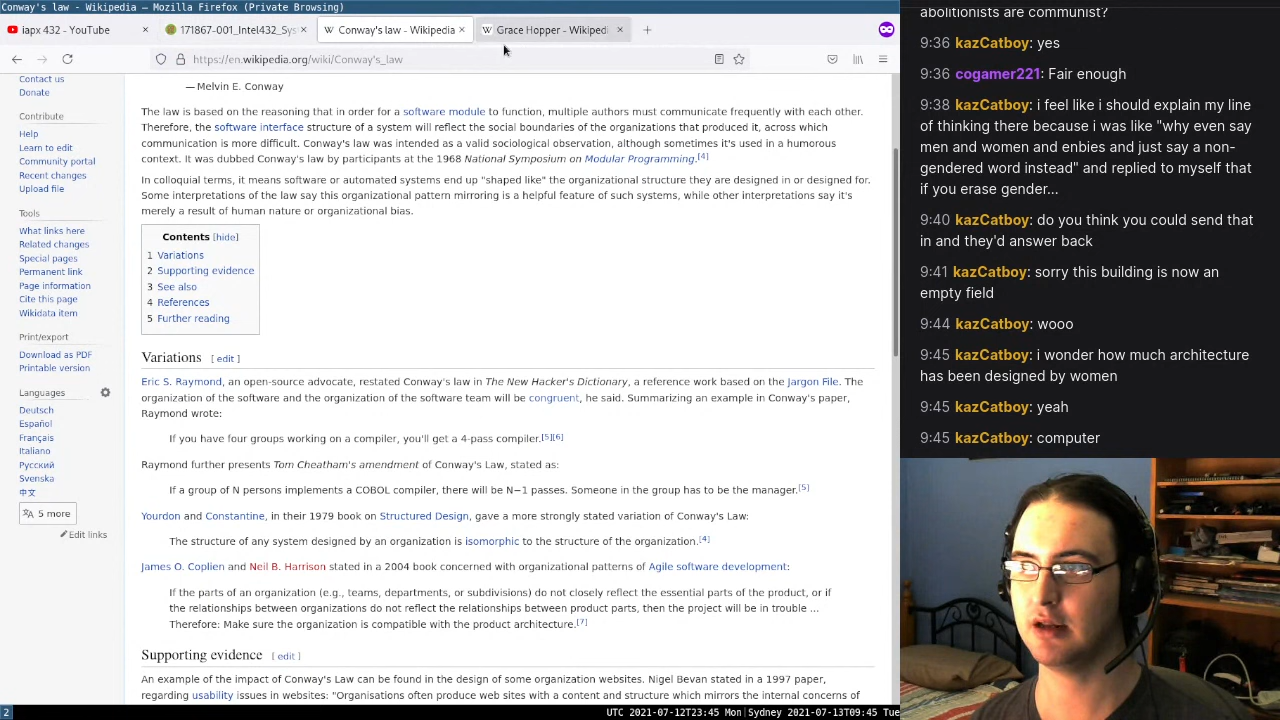 Conway's law - Wikipedia — Mozilla Firefox (Private Browsing)
iapx 432 - YouTube
171867-001_Intel432_Sys
Conway's law - Wikipedia
Grace Hopper - Wikiped
https://en.wikipedia.org/wiki/Conway's_law
Contact us
Donate
Contribute
Help
Learn to edit
Community portal
Recent changes
Upload file
Tools
What links here
Related changes
Special pages
Permanent link
Page information
Cite this page
Wikidata item
Print/export
Download as PDF
Printable version
Languages
Deutsch
Español
Français
Italiano
Русский
Svenska
中文
5 more
Edit links
— Melvin E. Conway
The law is based on the reasoning that in order for a software module to function, multiple authors must communicate frequently with each other.
Therefore, the software interface structure of a system will reflect the social boundaries of the organizations that produced it, across which
communication is more difficult. Conway's law was intended as a valid sociological observation, although sometimes it's used in a humorous
context. It was dubbed Conway's law by participants at the 1968 National Symposium on Modular Programming.[4]
In colloquial terms, it means software or automated systems end up "shaped like" the organizational structure they are designed in or designed for.
Some interpretations of the law say this organizational pattern mirroring is a helpful feature of such systems, while other interpretations say it's
merely a result of human nature or organizational bias.
Contents [hide]
1 Variations
2 Supporting evidence
3 See also
4 References
5 Further reading
Variations [ edit ]
Eric S. Raymond, an open-source advocate, restated Conway's law in The New Hacker's Dictionary, a reference work based on the Jargon File. The
organization of the software and the organization of the software team will be congruent, he said. Summarizing an example in Conway's paper,
Raymond wrote:
If you have four groups working on a compiler, you'll get a 4-pass compiler.[5][6]
Raymond further presents Tom Cheatham's amendment of Conway's Law, stated as:
If a group of N persons implements a COBOL compiler, there will be N−1 passes. Someone in the group has to be the manager.[5]
Yourdon and Constantine, in their 1979 book on Structured Design, gave a more strongly stated variation of Conway's Law:
The structure of any system designed by an organization is isomorphic to the structure of the organization.[4]
James O. Coplien and Neil B. Harrison stated in a 2004 book concerned with organizational patterns of Agile software development:
If the parts of an organization (e.g., teams, departments, or subdivisions) do not closely reflect the essential parts of the product, or if
the relationships between organizations do not reflect the relationships between product parts, then the project will be in trouble ...
Therefore: Make sure the organization is compatible with the product architecture.[7]
Supporting evidence [ edit ]
An example of the impact of Conway's Law can be found in the design of some organization websites. Nigel Bevan stated in a 1997 paper,
regarding usability issues in websites: "Organisations often produce web sites with a content and structure which mirrors the internal concerns of
2
UTC 2021-07-12T23:45 Mon|Sydney 2021-07-13T09:45 Tue
abolitionists are communist?
9:36 kazCatboy: yes
9:36 cogamer221: Fair enough
9:38 kazCatboy: i feel like i should explain my line
of thinking there because i was like "why even say
men and women and enbies and just say a non-
gendered word instead" and replied to myself that
if you erase gender...
9:40 kazCatboy: do you think you could send that
in and they'd answer back
9:41 kazCatboy: sorry this building is now an
empty field
9:44 kazCatboy: wooo
9:45 kazCatboy: i wonder how much architecture
has been designed by women
9:45 kazCatboy: yeah
9:45 kazCatboy: computer